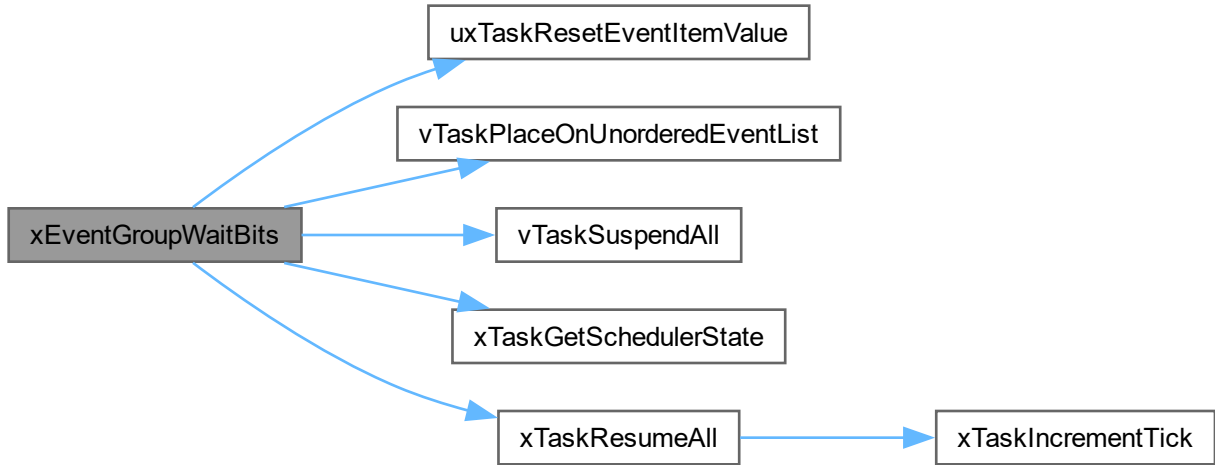 uxTaskResetEventItemValue
vTaskPlaceOnUnorderedEventList
xEventGroupWaitBits
vTaskSuspendAll
xTaskGetSchedulerState
xTaskResumeAll
xTaskIncrementTick